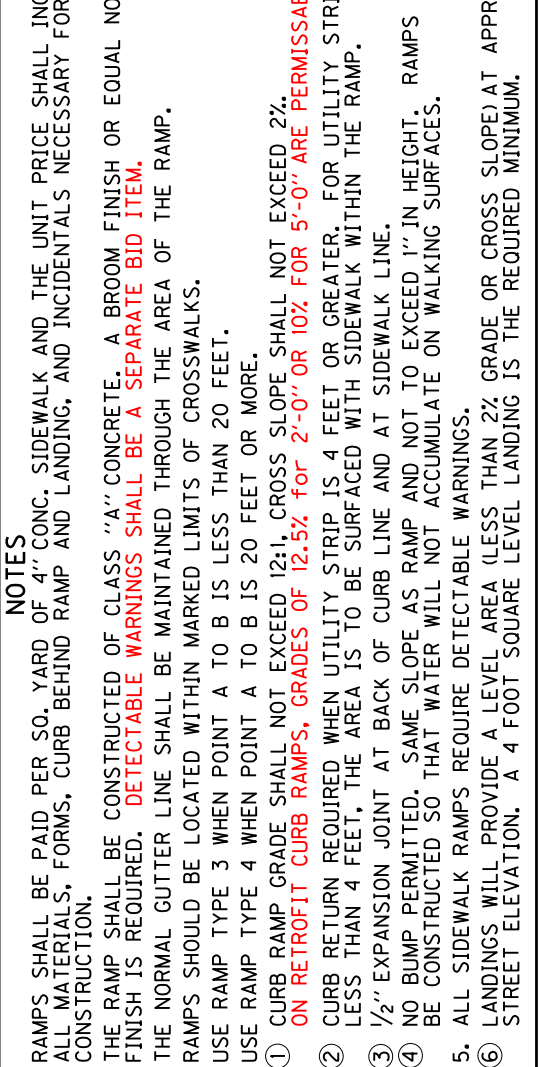 NOTES
RAMPS SHALL BE PAID PER SQ. YARD OF 4" CONC. SIDEWALK AND THE UNIT PRICE SHALL
ALL MATERIALS, FORMS, CURB BEHIND RAMP AND LANDING, AND INCIDENTALS NECESSARY FOR
CONSTRUCTION.
THE RAMP SHALL BE CONSTRUCTED OF CLASS "A" CONCRETE. A BROOM FINISH OR EQUAL
FINISH IS REQUIRED. DETECTABLE WARNINGS SHALL BE A SEPARATE BID ITEM.
THE NORMAL GUTTER LINE SHALL BE MAINTAINED THROUGH THE AREA OF THE RAMP.
RAMPS SHOULD BE LOCATED WITHIN MARKED LIMITS OF CROSSWALKS.
USE RAMP TYPE 3 WHEN POINT A TO B IS LESS THAN 20 FEET.
USE RAMP TYPE 4 WHEN POINT A TO B IS 20 FEET OR MORE.
① CURB RAMP GRADE SHALL NOT EXCEED 12:1, CROSS SLOPE SHALL NOT EXCEED 2%.
ON RETROFIT CURB RAMPS, GRADES OF 12.5% for 2'-0" OR 10% FOR 5'-0" ARE
② CURB RETURN REQUIRED WHEN UTILITY STRIP IS 4 FEET OR GREATER. FOR UTILITY
LESS THAN 4 FEET, THE AREA IS TO BE SURFACED WITH SIDEWALK WITHIN THE RAMP.
③ 1/2" EXPANSION JOINT AT BACK OF CURB LINE AND AT SIDEWALK LINE.
④ NO BUMP PERMITTED. SAME SLOPE AS RAMP AND NOT TO EXCEED 1" IN HEIGHT. RAMPS
BE CONSTRUCTED SO THAT WATER WILL NOT ACCUMULATE ON WALKING SURFACES.
5. ALL SIDEWALK RAMPS REQUIRE DETECTABLE WARNINGS.
⑥ LANDINGS WILL PROVIDE A LEVEL AREA (LESS THAN 2% GRADE OR CROSS SLOPE) AT
STREET ELEVATION. A 4 FOOT SQUARE LEVEL LANDING IS THE REQUIRED MINIMUM.